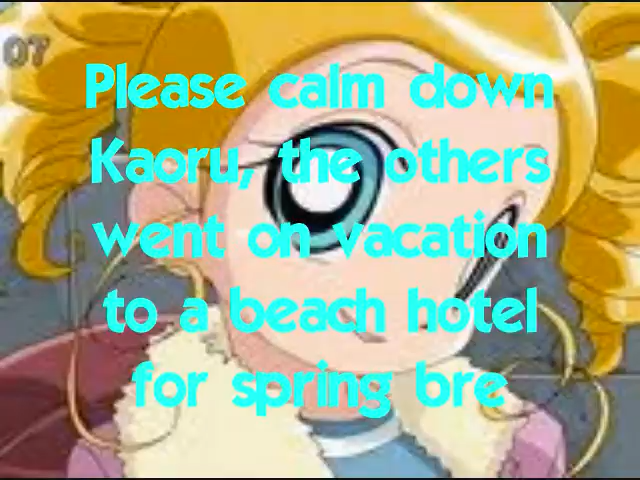 07
Please calm down
Kaoru, the others
went on vacation
to a beach hotel
for spring bre